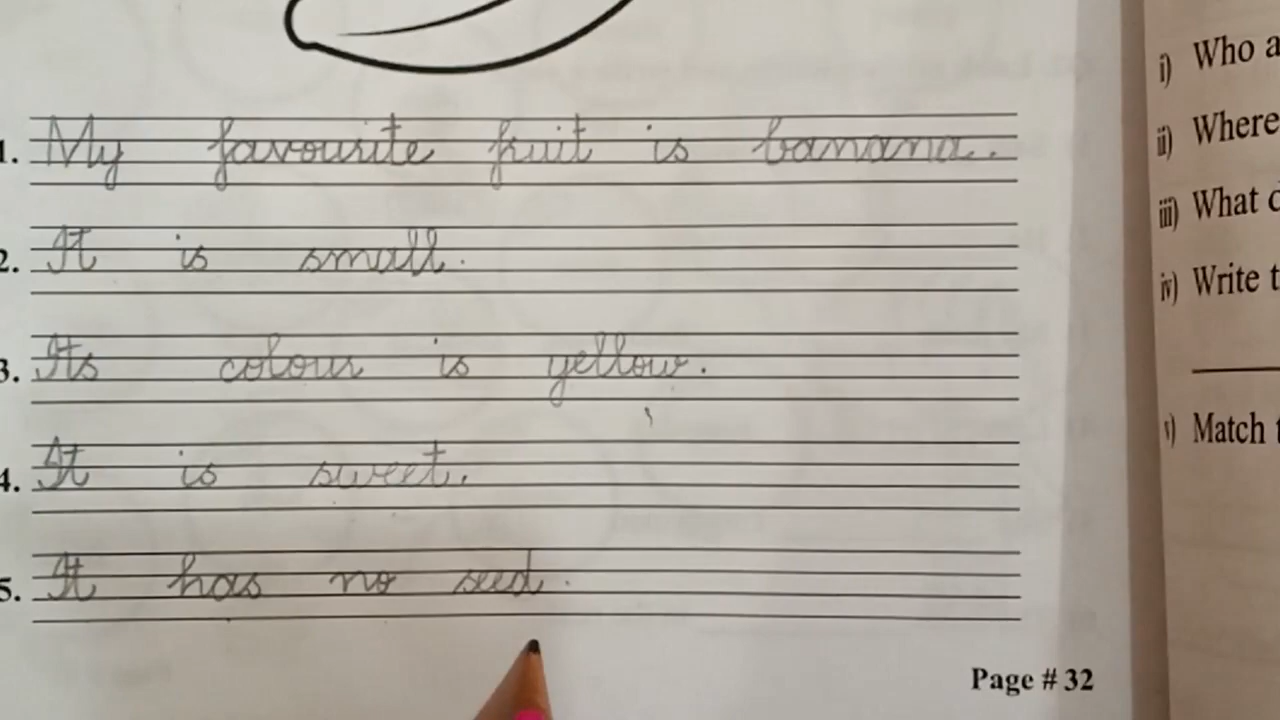 1. My favourite fruit is banana.
2. It is small.
3. Its colour is yellow.
4. It is sweet.
5. It has no seed.
Page # 32
i) Who a
ii) Where
iii) What c
iv) Write t
v) Match t